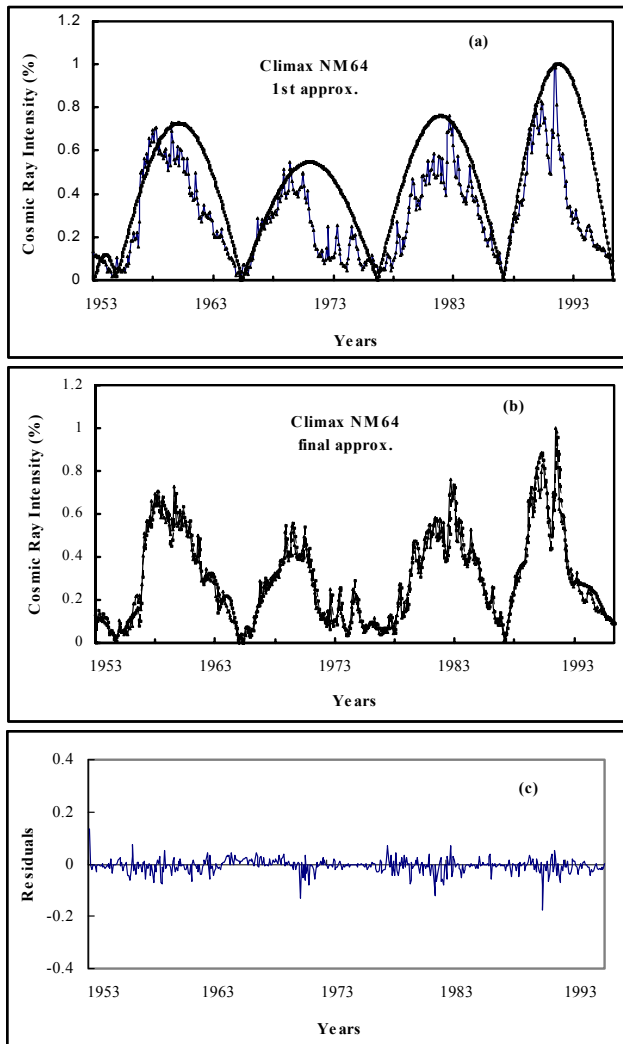 1.2
(a)
1
Climax NM64
1st approx.
0.8
0.6
0.4
0.2
0
Cosmic Ray Intensity (%)
1953 1963 1973 1983 1993
Years
1.2
(b)
Climax NM64
final approx.
1
0.8
0.6
0.4
0.2
0
Cosmic Ray Intensity (%)
1953 1963 1973 1983 1993
Years
0.4
(c)
0.2
0
-0.2
-0.4
Residuals
1953 1963 1973 1983 1993
Years